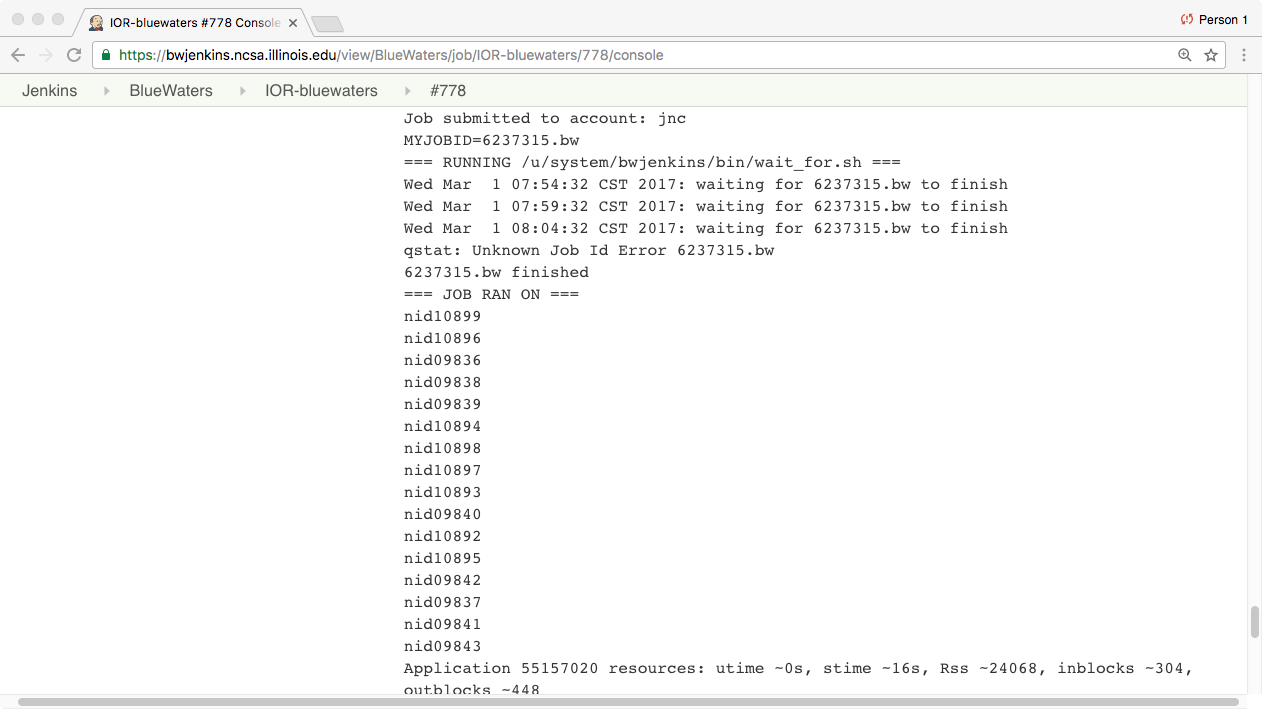 IOR-bluewaters #778 Console
Person 1
https://bwjenkins.ncsa.illinois.edu/view/BlueWaters/job/IOR-bluewaters/778/console
Jenkins BlueWaters IOR-bluewaters #778
Job submitted to account: jnc
MYJOBID=6237315.bw
=== RUNNING /u/system/bwjenkins/bin/wait_for.sh ===
Wed Mar  1 07:54:32 CST 2017: waiting for 6237315.bw to finish
Wed Mar  1 07:59:32 CST 2017: waiting for 6237315.bw to finish
Wed Mar  1 08:04:32 CST 2017: waiting for 6237315.bw to finish
qstat: Unknown Job Id Error 6237315.bw
6237315.bw finished
=== JOB RAN ON ===
nid10899
nid10896
nid09836
nid09838
nid09839
nid10894
nid10898
nid10897
nid10893
nid09840
nid10892
nid10895
nid09842
nid09837
nid09841
nid09843
Application 55157020 resources: utime ~0s, stime ~16s, Rss ~24068, inblocks ~304,
outblocks ~448